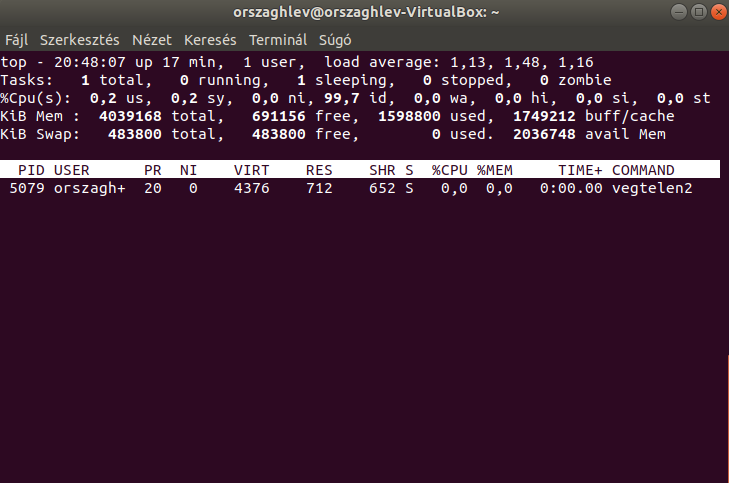 orszaghlev@orszaghlev-VirtualBox: ~
Fájl Szerkesztés Nézet Keresés Terminál Súgó
top - 20:48:07 up 17 min,  1 user,  load average: 1,13, 1,48, 1,16
Tasks:   1 total,   0 running,   1 sleeping,   0 stopped,   0 zombie
%Cpu(s):  0,2 us,  0,2 sy,  0,0 ni, 99,7 id,  0,0 wa,  0,0 hi,  0,0 si,  0,0 st
KiB Mem :  4039168 total,   691156 free,  1598800 used,  1749212 buff/cache
KiB Swap:   483800 total,   483800 free,        0 used.  2036748 avail Mem
  PID USER      PR  NI    VIRT    RES    SHR S  %CPU %MEM     TIME+ COMMAND
 5079 orszagh+  20   0    4376    712    652 S   0,0  0,0   0:00.00 vegtelen2